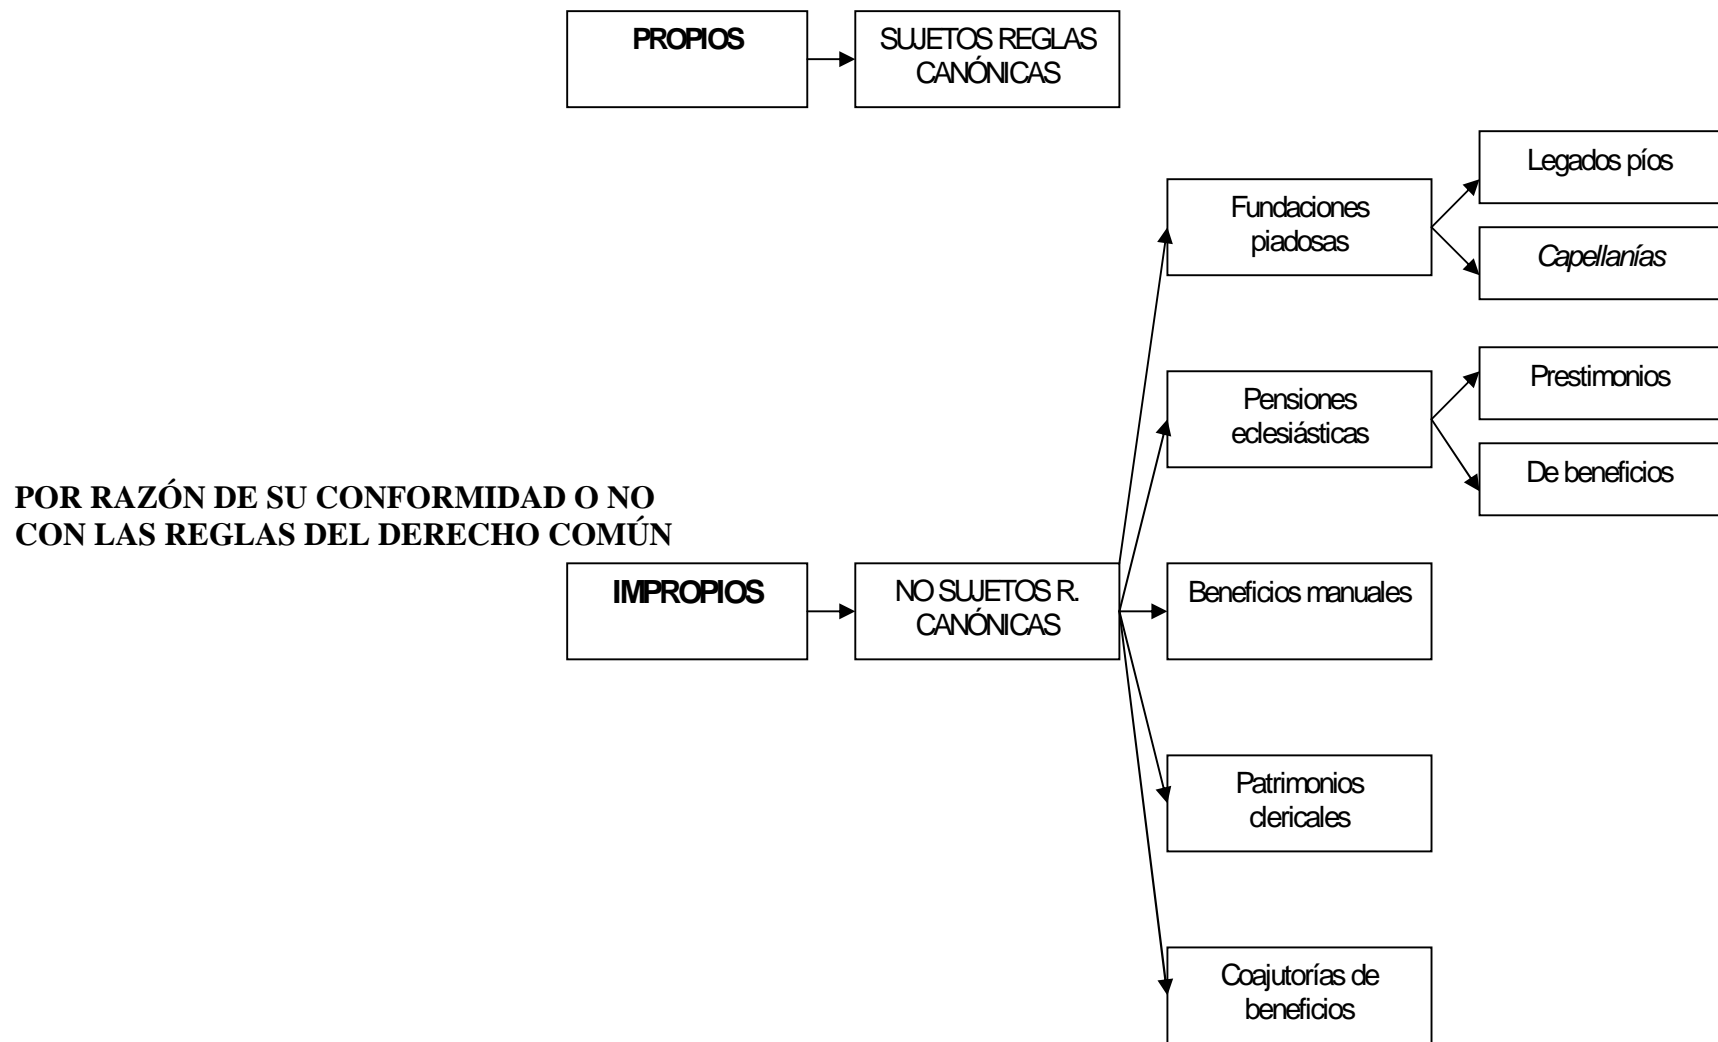 PROPIOS
SUJETOS REGLAS
CANÓNICAS
Legados píos
Fundaciones
piadosas
Capellanías
Prestimonios
Pensiones
eclesiásticas
De beneficios
POR RAZÓN DE SU CONFORMIDAD O NO
CON LAS REGLAS DEL DERECHO COMÚN
IMPROPIOS
NO SUJETOS R.
CANÓNICAS
Beneficios manuales
Patrimonios
clericales
Coajutorías de
beneficios